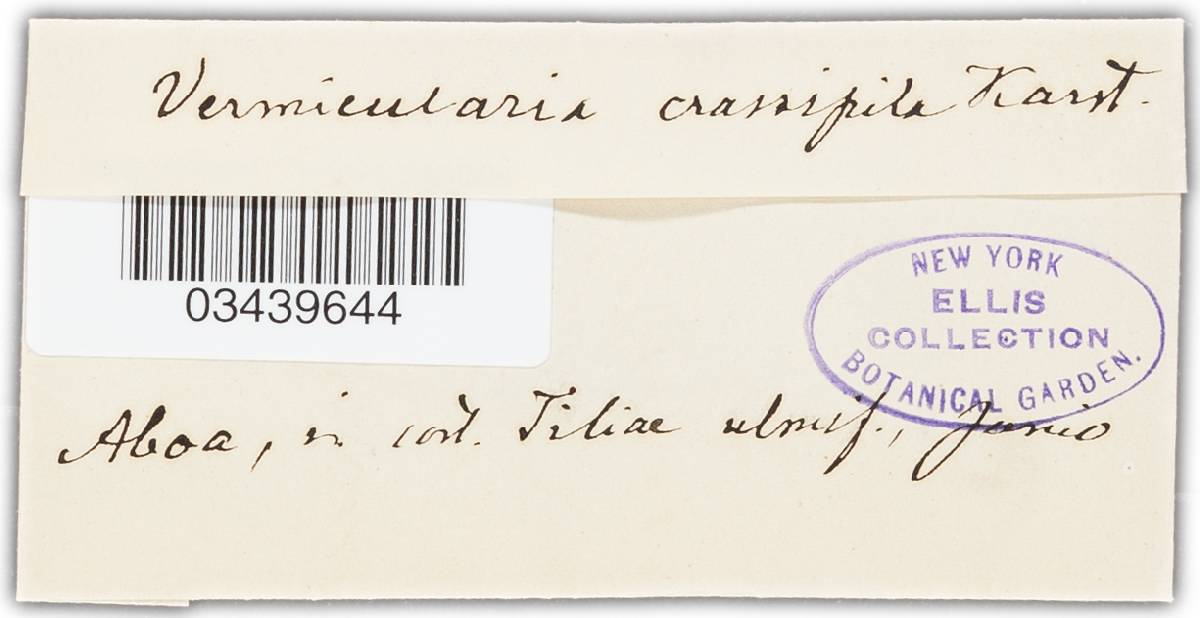 Vermicularia crassipila Karst.
03439644
NEW YORK
ELLIS
COLLECTION
BOTANICAL GARDEN.
Aboa, in cort. Tiliae ulmif., Junio